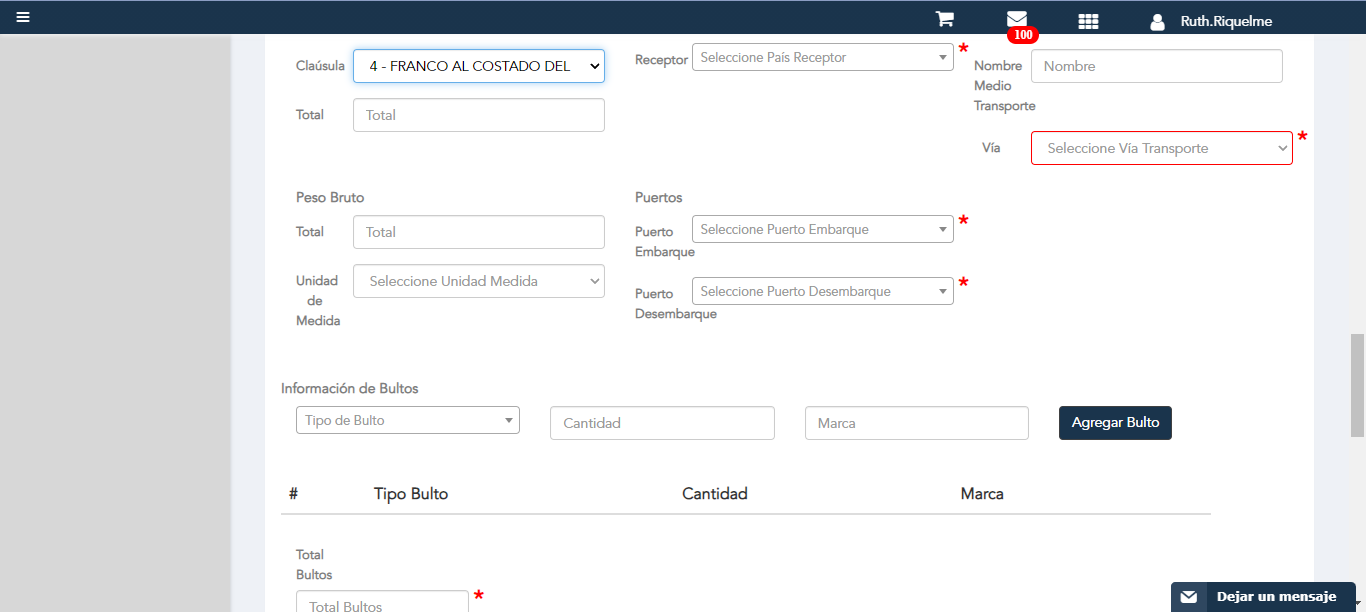 100
Ruth.Riquelme
Claúsula
4 - FRANCO AL COSTADO DEL
Receptor
Seleccione País Receptor
*
Nombre
Medio
Transporte
Nombre
Total
Total
Vía
Seleccione Vía Transporte
*
Peso Bruto
Puertos
Total
Total
Puerto
Embarque
Seleccione Puerto Embarque
*
Unidad
de
Medida
Seleccione Unidad Medida
Puerto
Desembarque
Seleccione Puerto Desembarque
*
Información de Bultos
Tipo de Bulto
Cantidad
Marca
Agregar Bulto
# Tipo Bulto Cantidad Marca
Total
Bultos
Total Bultos
*
Dejar un mensaje